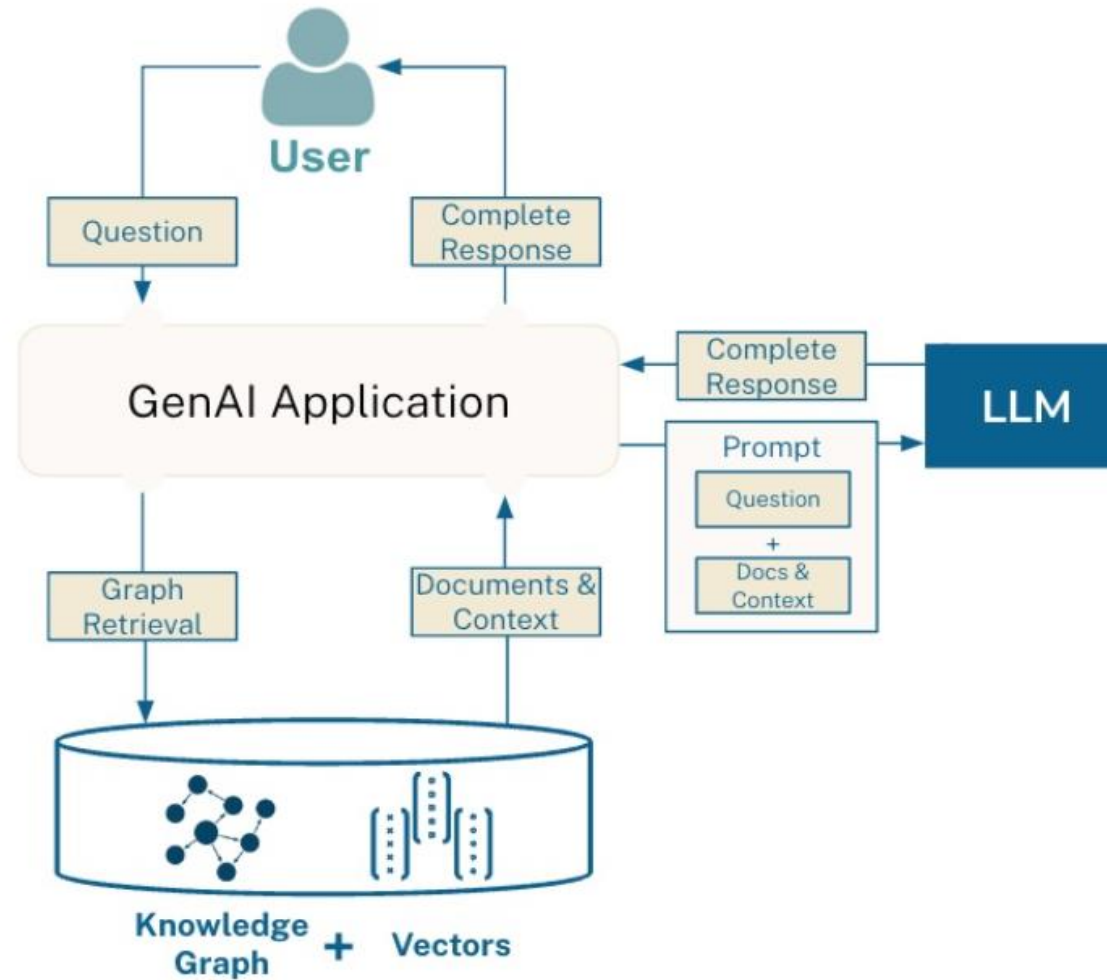 User
Question
Complete
Response
GenAI Application
Complete
Response
LLM
Prompt
Question
+
Docs &
Context
Graph
Retrieval
Documents &
Context
Knowledge
Graph
+
Vectors